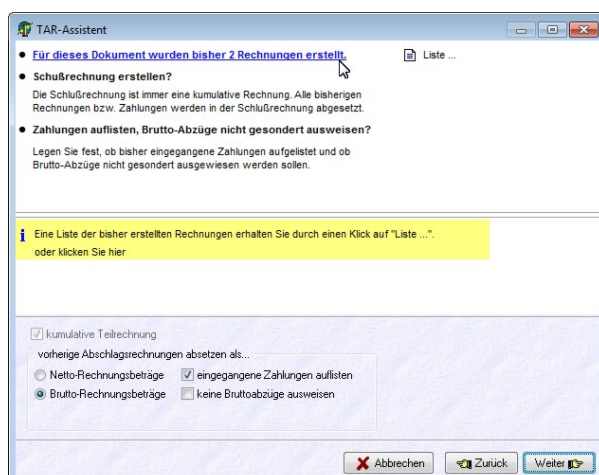 TAR-Assistent
Für dieses Dokument wurden bisher 2 Rechnungen erstellt.
Liste ...
Schußrechnung erstellen?
Die Schlußrechnung ist immer eine kumulative Rechnung. Alle bisherigen
Rechnungen bzw. Zahlungen werden in der Schlußrechnung abgesetzt.
Zahlungen auflisten, Brutto-Abzüge nicht gesondert ausweisen?
Legen Sie fest, ob bisher eingegangene Zahlungen aufgelistet und ob
Brutto-Abzüge nicht gesondert ausgewiesen werden sollen.
Eine Liste der bisher erstellten Rechnungen erhalten Sie durch einen Klick auf "Liste ...".
oder klicken Sie hier
kumulative Teilrechnung
vorherige Abschlagsrechnungen absetzen als...
Netto-Rechnungsbeträge eingegangene Zahlungen auflisten
Brutto-Rechnungsbeträge keine Bruttoabzüge ausweisen
Abbrechen Zurück Weiter